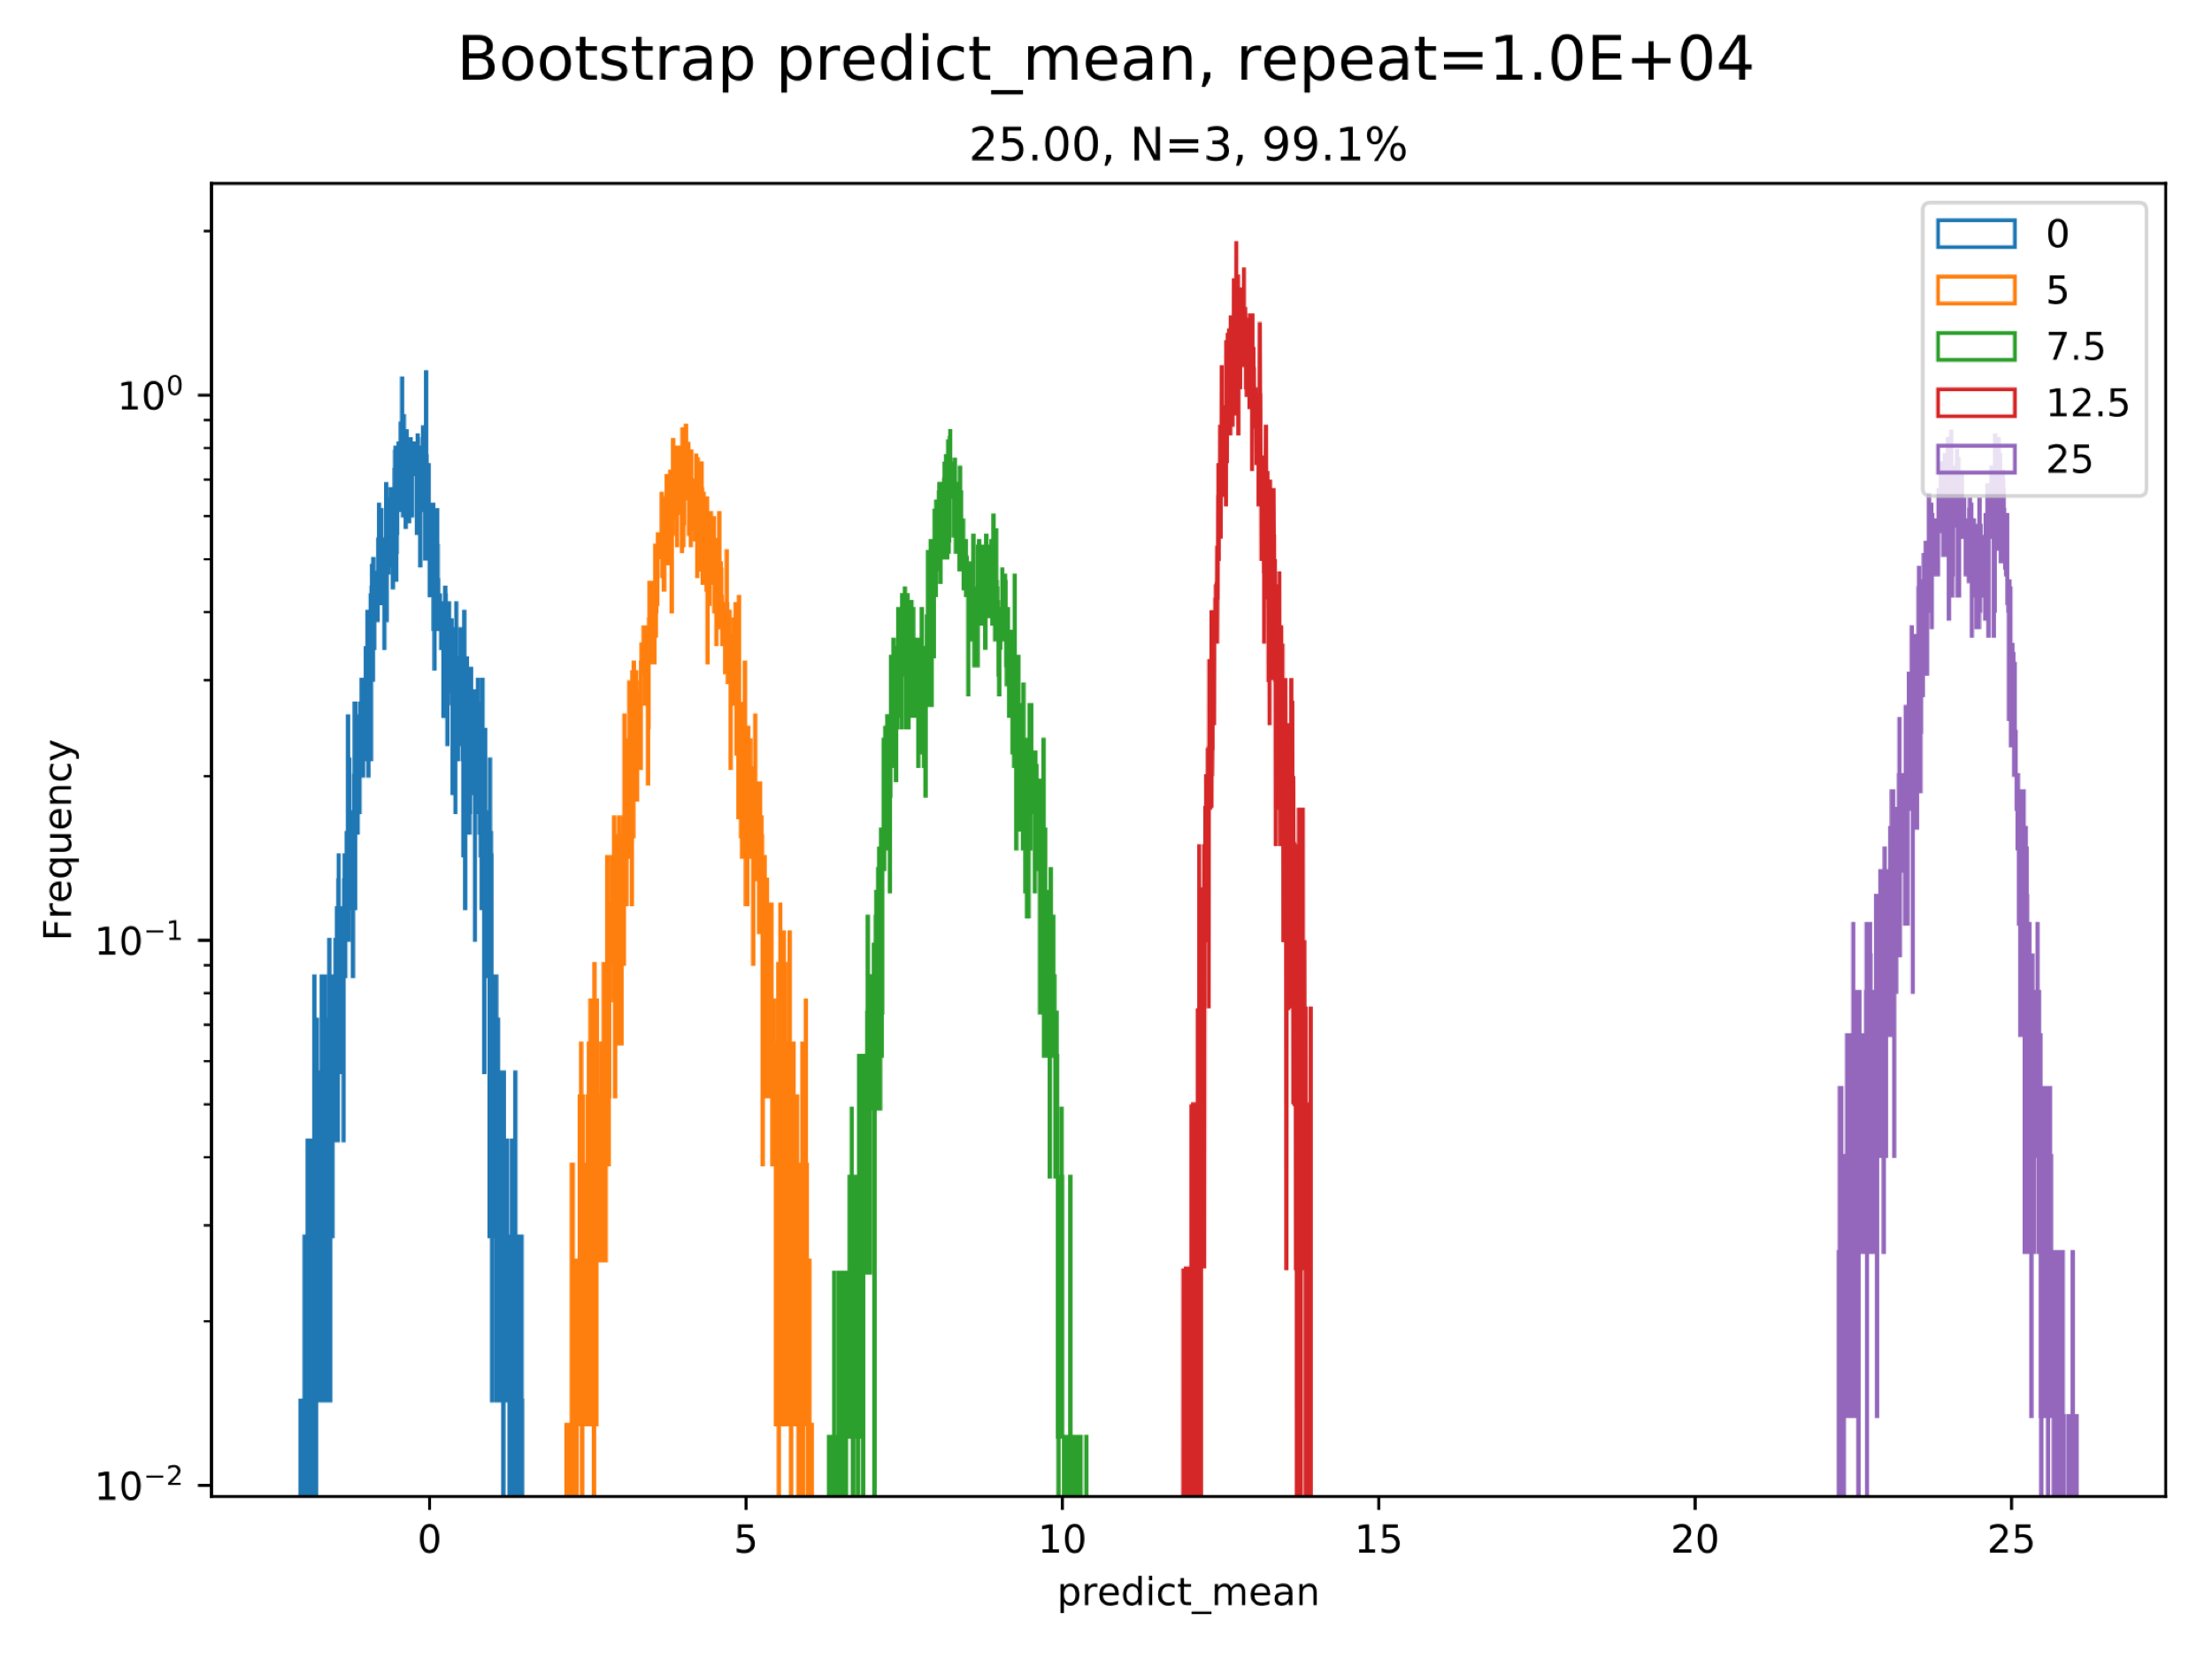 Bootstrap predict_mean, repeat=1.0E+04
25.00, N=3, 99.1%
Frequency
10⁰
10⁻¹
10⁻²
0
5
7.5
12.5
25
0 5 10 15 20 25
predict_mean